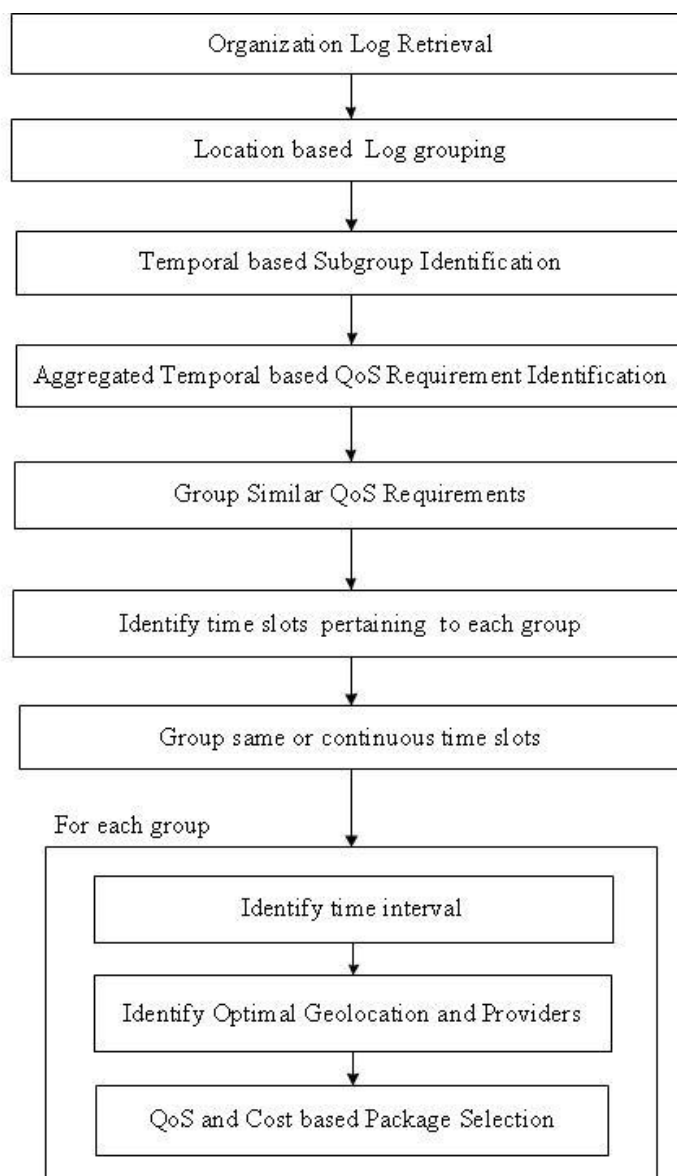 Organization Log Retrieval
Location based Log grouping
Temporal based Subgroup Identification
Aggregated Temporal based QoS Requirement Identification
Group Similar QoS Requirements
Identify time slots pertaining to each group
Group same or continuous time slots
For each group
Identify time interval
Identify Optimal Geolocation and Providers
QoS and Cost based Package Selection